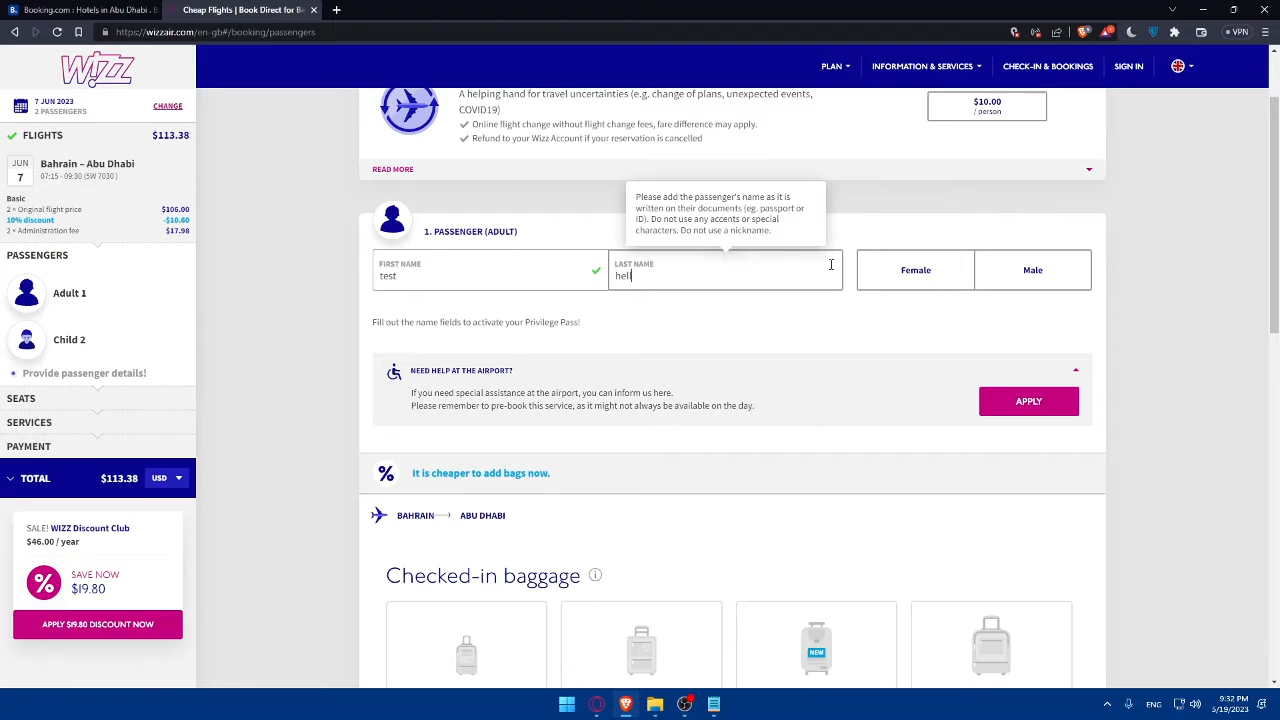 Booking.com
Cheap Flights | Book Direct for th
https://wizzair.com/en-gb#/booking/passengers
VPN
WIZZ
PLAN
INFORMATION & SERVICES
CHECK-IN & BOOKINGS
SIGN IN
7 JUN 2023
2 PASSENGERS
CHANGE
FLIGHTS $113.38
JUN
7
Bahrain – Abu Dhabi
07:15 - 09:30 (5W 7030 )
Basic
2 × Original flight price $106.00
10% discount -$10.60
2 × Administration fee $17.98
PASSENGERS
Adult 1
Child 2
Provide passenger details!
SEATS
SERVICES
PAYMENT
TOTAL $113.38 USD
SALE! WIZZ Discount Club
$46.00 / year
%
SAVE NOW
$19.80
APPLY $19.80 DISCOUNT NOW
A helping hand for travel uncertainties (e.g. change of plans, unexpected events,
COVID19)
Online flight change without flight change fees, fare difference may apply.
Refund to your Wizz Account if your reservation is cancelled
$10.00
/ person
READ MORE
Please add the passenger's name as it is
written on their documents (eg. passport or
ID). Do not use any accents or special
characters. Do not use a nickname.
1. PASSENGER (ADULT)
FIRST NAME
test
LAST NAME
hell
Female
Male
Fill out the name fields to activate your Privilege Pass!
NEED HELP AT THE AIRPORT?
If you need special assistance at the airport, you can inform us here.
Please remember to pre-book this service, as it might not always be available on the day.
APPLY
%
It is cheaper to add bags now.
BAHRAIN
ABU DHABI
Checked-in baggage
NEW
ENG
9:32 PM
5/19/2023